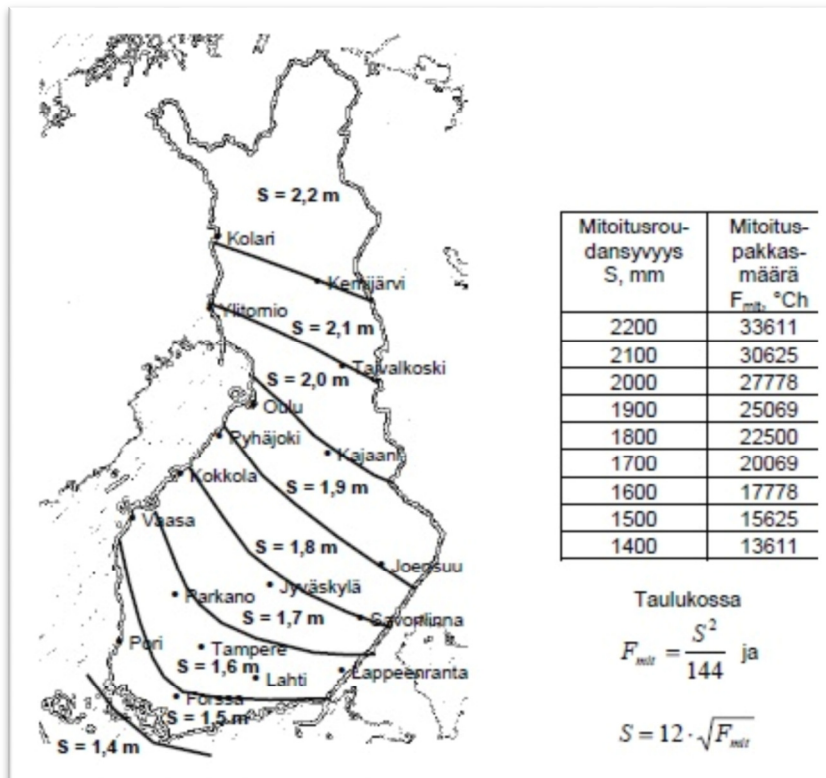 S = 2,2 m
Kolari
Kemijärvi
Ylitornio
S = 2,1 m
Taivalkoski
S = 2,0 m
Oulu
Pyhäjoki
Kajaani
Kokkola
S = 1,9 m
Vaasa
S = 1,8 m
Joensuu
Jyväskylä
Parkano
S = 1,7 m
Savonlinna
Pori
Tampere
S = 1,6 m
Lappeenranta
Lahti
Forssa
S = 1,5 m
S = 1,4 m
Mitoitusrou-
dansyvyys
S, mm
Mitoitus-
pakkas-
määrä
F_mit, °Ch
2200 33611
2100 30625
2000 27778
1900 25069
1800 22500
1700 20069
1600 17778
1500 15625
1400 13611
Taulukossa
F_mit = S²/144 ja
S = 12 · √F_mit